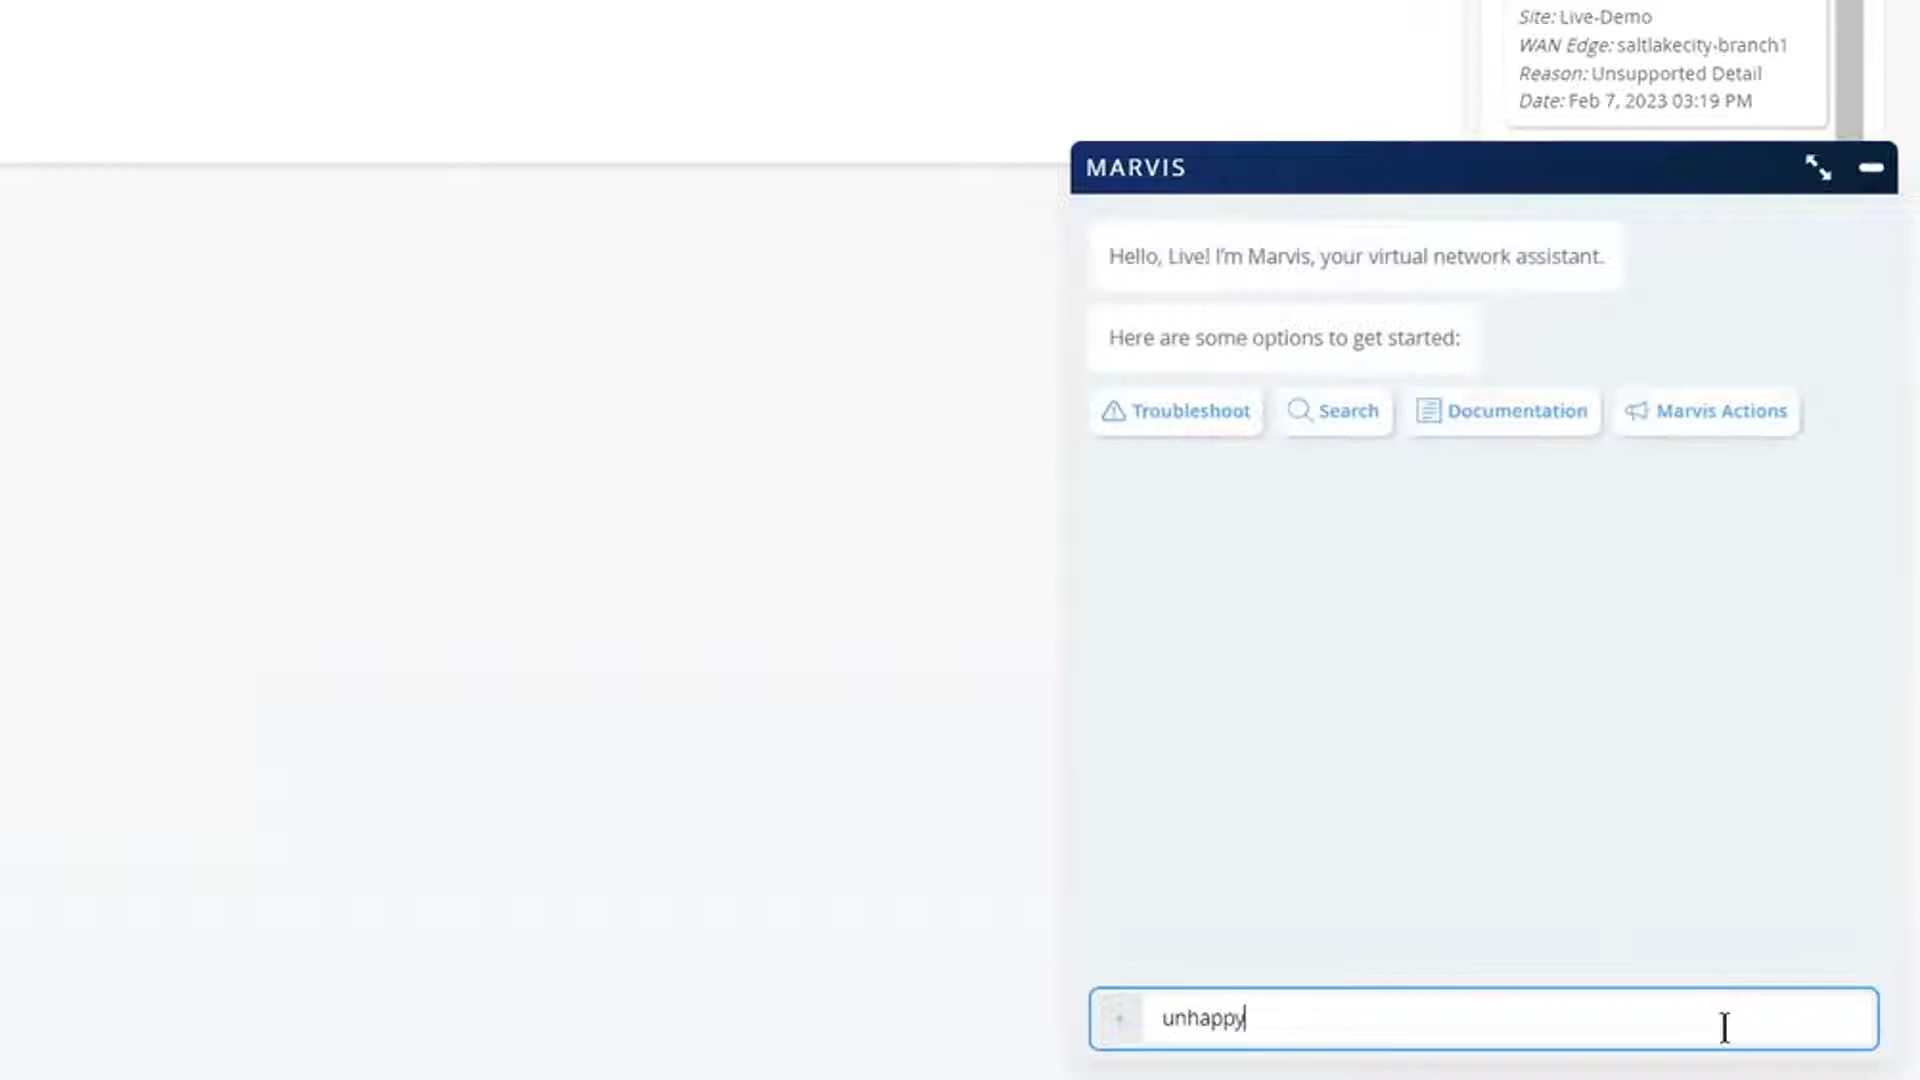 Site: Live-Demo
WAN Edge: saltlakecity-branch1
Reason: Unsupported Detail
Date: Feb 7, 2023 03:19 PM
MARVIS
Hello, Live! I'm Marvis, your virtual network assistant.
Here are some options to get started:
Troubleshoot Search Documentation Marvis Actions
unhappy